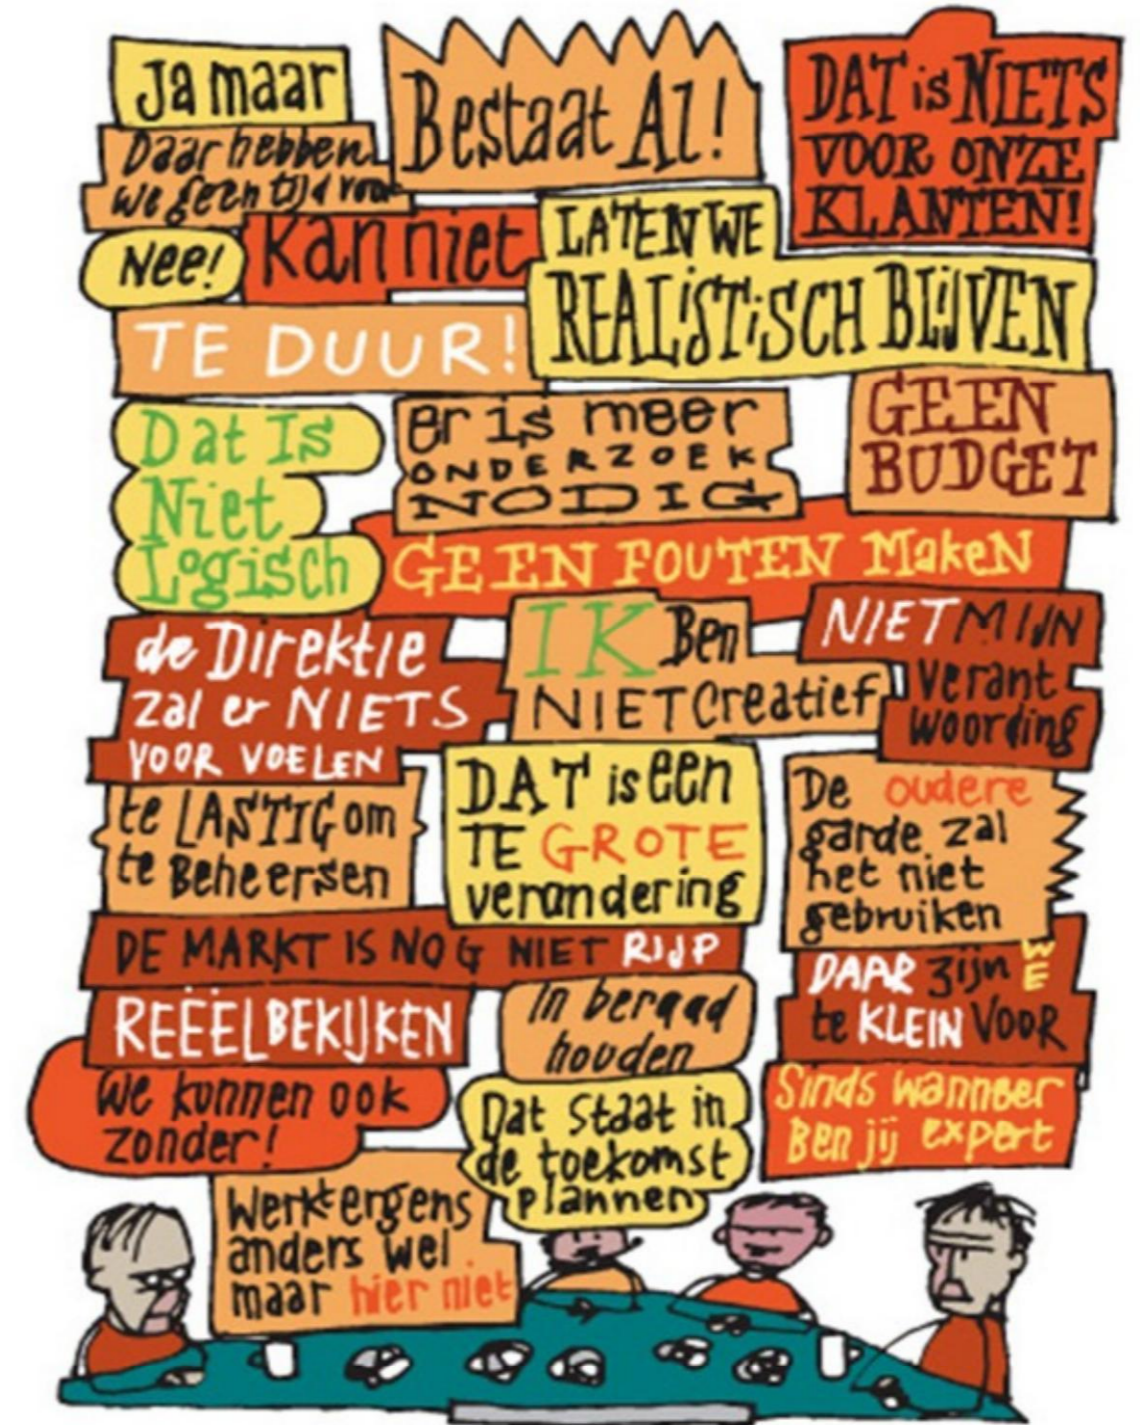 Ja maar
Bestaat Al!
DAT is NIETS
VOOR ONZE
KLANTEN!
Daar hebben
we geen tijd voor
Nee!
Kan niet
LATEN WE
REALiSTiSCH BLiJVEN
TE DUUR!
Dat Is
Niet
Logisch
er is meer
ONDERZOEK
NODIG
GEEN
BUDGET
GEEN FOUTEN MakeN
de Direktie
zal er NIETS
VOOR VOELEN
IK Ben
NIET Creatief
NIET MIJN
verant
woording
te LASTIG om
te Beheersen
DAT is een
TE GROTE
verandering
De oudere
garde zal
het niet
gebruiken
DE MARKT IS NOG NIET RIJP
DAAR zijn WE
te KLEIN VOOR
REËEL BEKIJKEN
In beraad
houden
We kunnen ook
zonder!
Dat staat in
de toekomst
plannen
Sinds wanneer
Ben jij expert
Werkt ergens
anders wel
maar hier niet